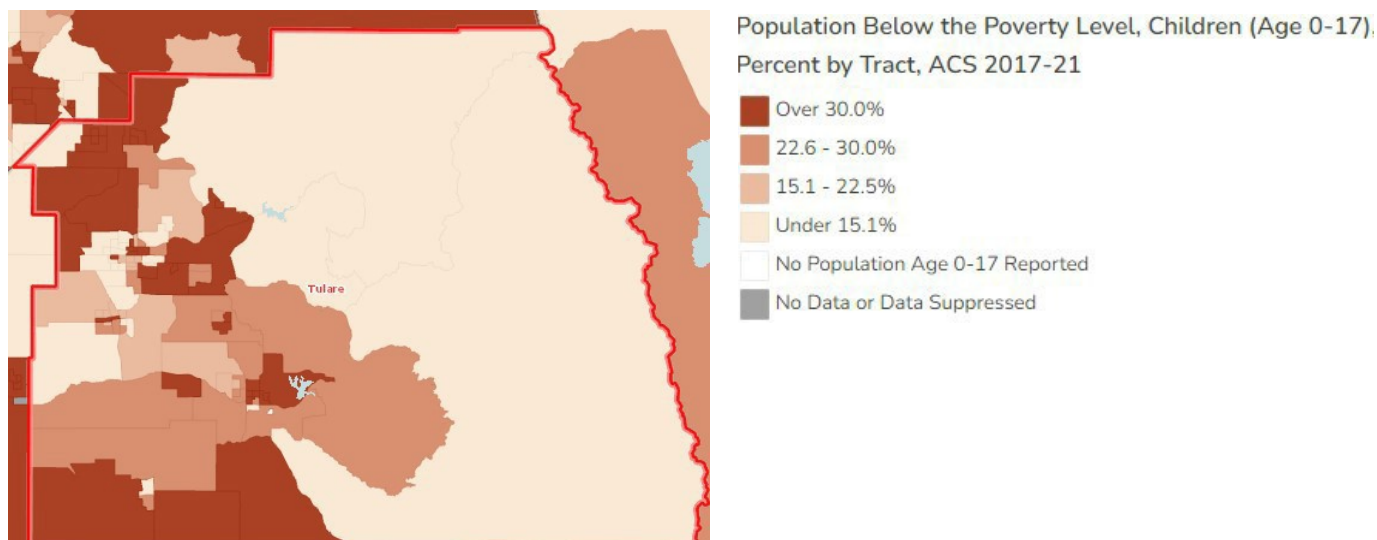 Population Below the Poverty Level, Children (Age 0-17),
Percent by Tract, ACS 2017-21
Over 30.0%
22.6 - 30.0%
15.1 - 22.5%
Under 15.1%
No Population Age 0-17 Reported
No Data or Data Suppressed
Tulare